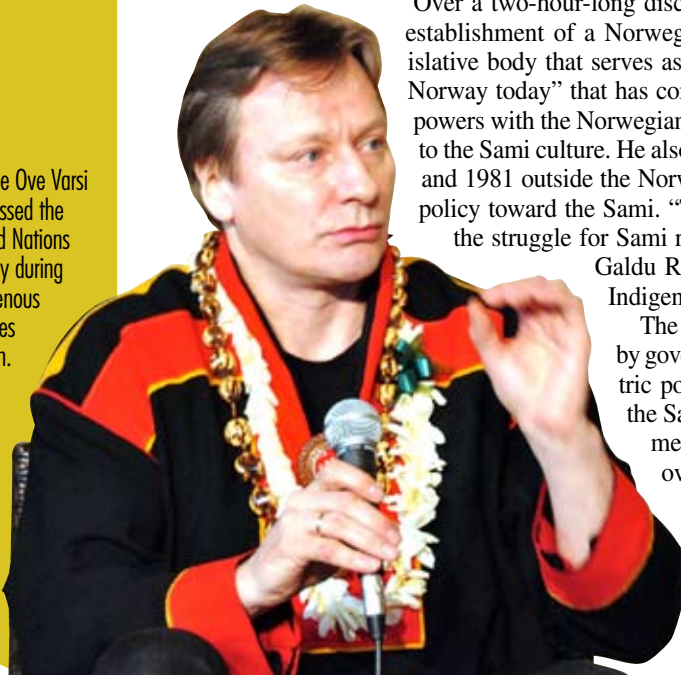 e Ove Varsi
ssed the
d Nations
y during
enous
es
n.
Over a two-hour-long disc
establishment of a Norweg
islative body that serves as
Norway today” that has co
powers with the Norwegian
to the Sami culture. He also
and 1981 outside the Norw
policy toward the Sami. “
the struggle for Sami r
Galdu R
Indigen
The
by gove
tric po
the Sa
me
ov